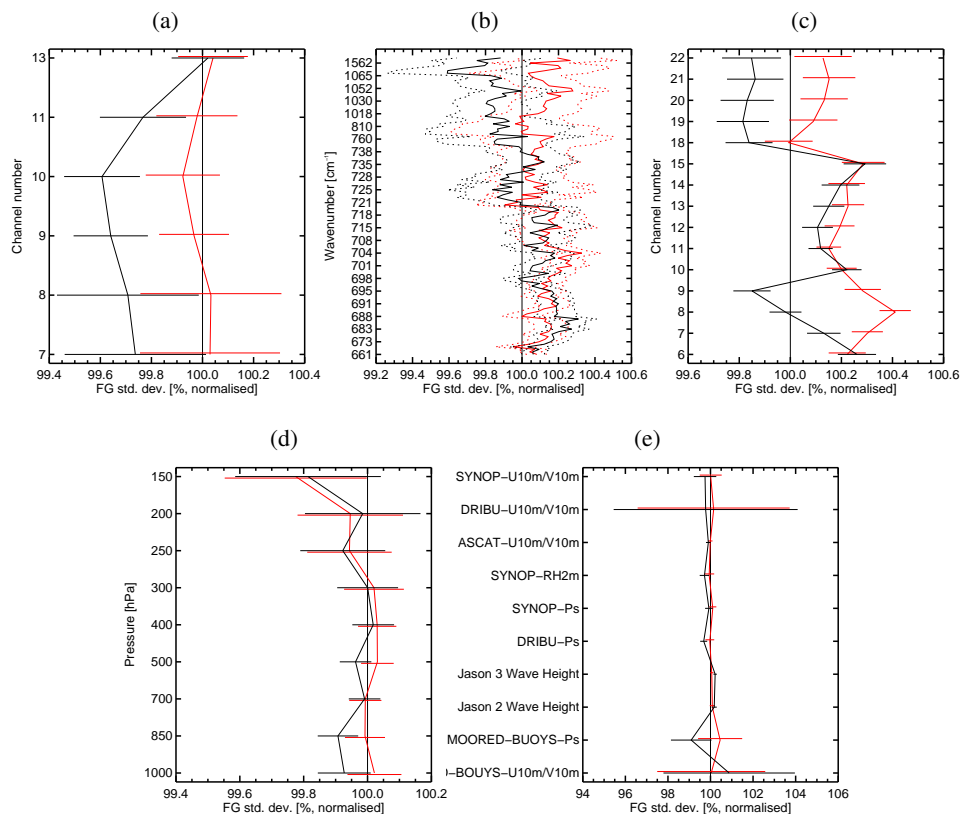 (a)
(b)
(c)
Channel number
13
11
10
9
8
7
99.4 99.6 99.8 100.0 100.2 100.4
FG std. dev. [%, normalised]
Wavenumber [cm⁻¹]
1562
1065
1052
1030
1018
810
760
738
735
728
725
721
718
715
708
704
701
698
695
691
688
683
673
661
99.2 99.4 99.6 99.8 100.0 100.2 100.4 100.6
FG std. dev. [%, normalised]
Channel number
22
21
20
19
18
15
14
13
12
11
10
9
8
7
6
99.6 99.8 100.0 100.2 100.4 100.6
FG std. dev. [%, normalised]
(d)
(e)
Pressure [hPa]
150
200
250
300
400
500
700
850
1000
99.4 99.6 99.8 100.0 100.2
FG std. dev. [%, normalised]
SYNOP−U10m/V10m
DRIBU−U10m/V10m
ASCAT−U10m/V10m
SYNOP−RH2m
SYNOP−Ps
DRIBU−Ps
Jason 3 Wave Height
Jason 2 Wave Height
MOORED−BUOYS−Ps
−BOUYS−U10m/V10m
94 96 98 100 102 104 106
FG std. dev. [%, normalised]